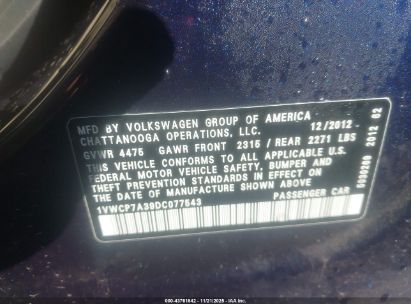 MFD BY VOLKSWAGEN GROUP OF AMERICA
CHATTANOOGA OPERATIONS, LLC. 12/2012
GVWR 4475 GAWR FRONT 2315 / REAR 2271 LBS
THIS VEHICLE CONFORMS TO ALL APPLICABLE U.S.
FEDERAL MOTOR VEHICLE SAFETY, BUMPER AND
THEFT PREVENTION STANDARDS IN EFFECT ON
THE DATE OF MANUFACTURE SHOWN ABOVE.
1VWCP7A39DC077543 PASSENGER CAR
2012 02